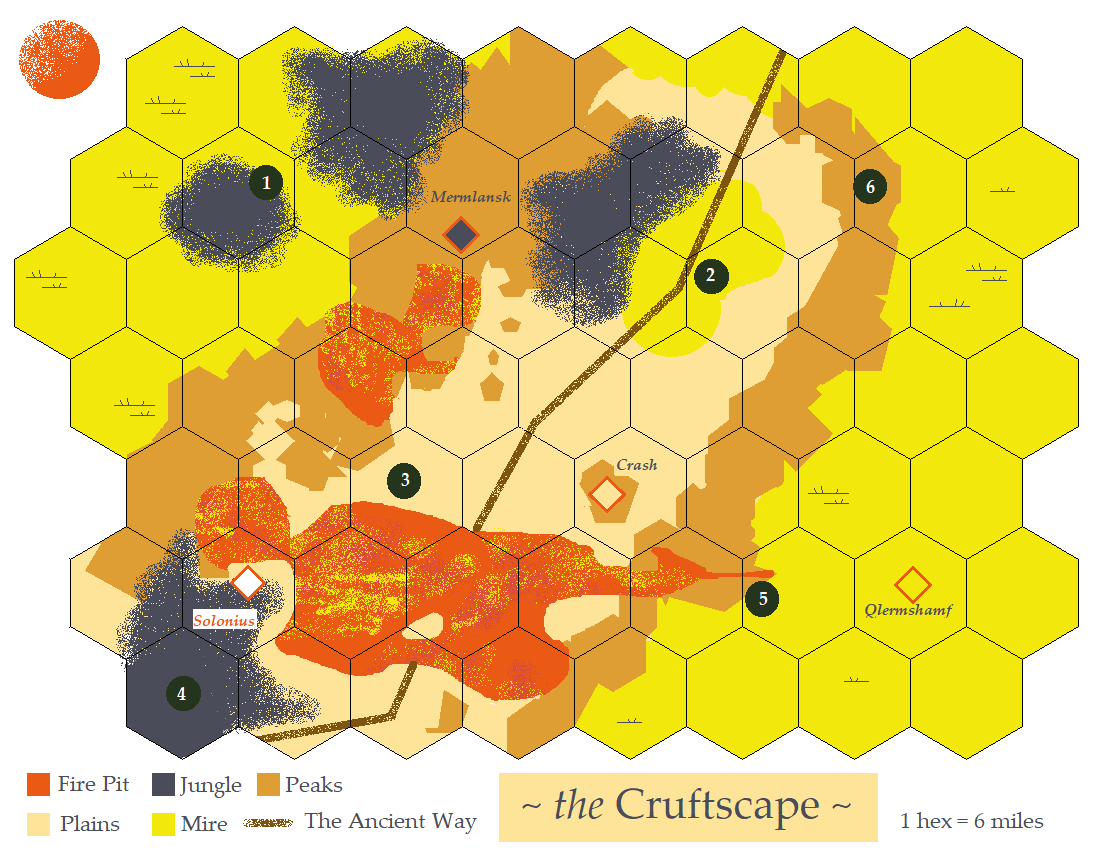 1
Mermlansk
6
2
Crash
3
Solonius
5
Qlermshamf
4
Fire Pit
Jungle
Peaks
Plains
Mire
The Ancient Way
~ the Cruftscape ~
1 hex = 6 miles